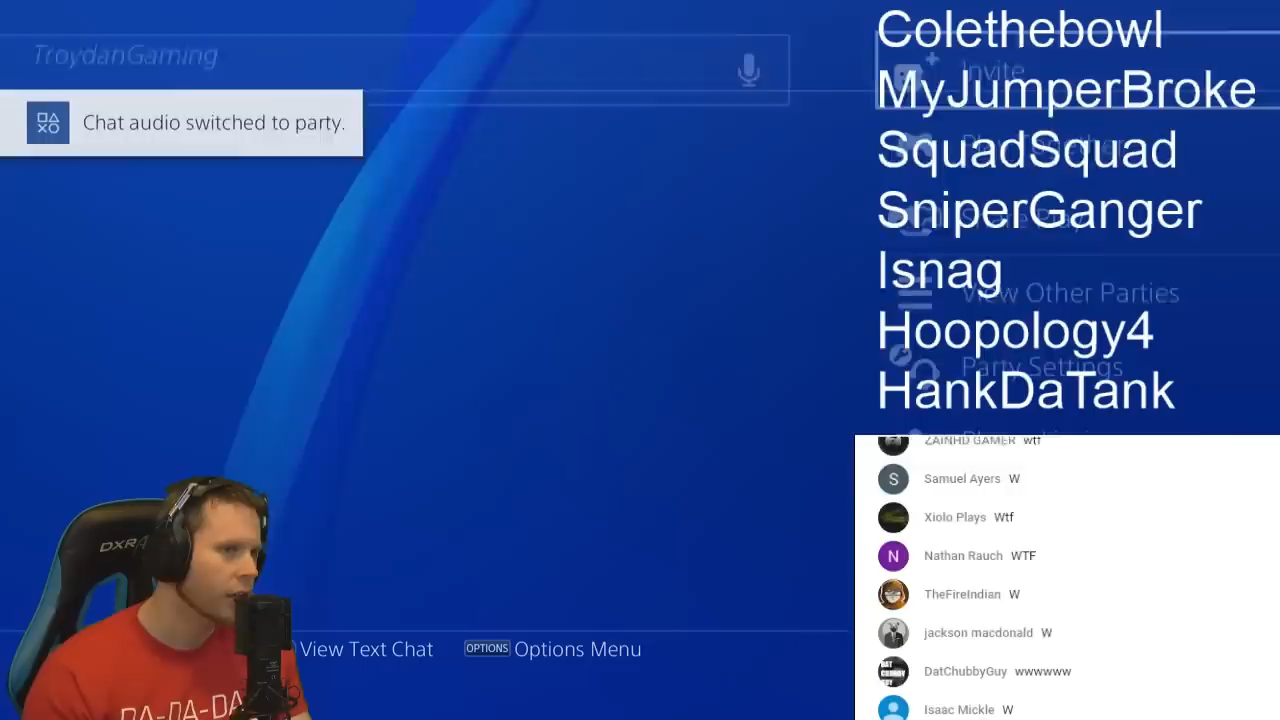 TroydanGaming
Chat audio switched to party.
Colethebowl
Invite
MyJumperBroke
SquadSquad
SniperGanger
Share Play
Isnag
View Other Parties
Hoopology4
Party Settings
HankDaTank
ZAINHD GAMER wtf
Samuel Ayers W
Xiolo Plays Wtf
Nathan Rauch WTF
TheFireIndian W
jackson macdonald W
DatChubbyGuy wwwwww
Isaac Mickle W
View Text Chat
OPTIONS Options Menu
DXR
DA-DA-DA